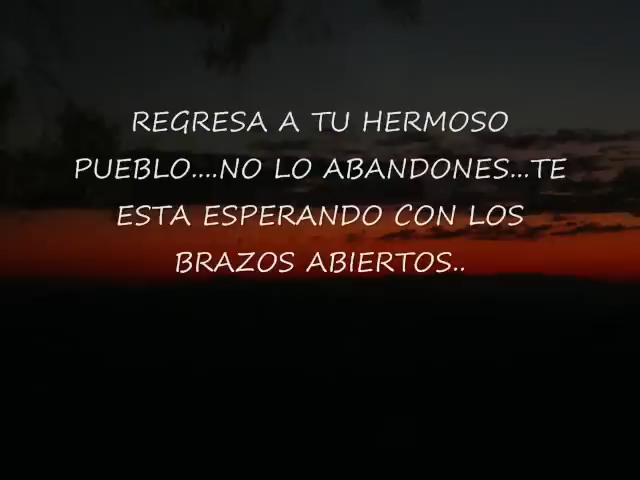 REGRESA A TU HERMOSO
PUEBLO....NO LO ABANDONES...TE
ESTA ESPERANDO CON LOS
BRAZOS ABIERTOS..